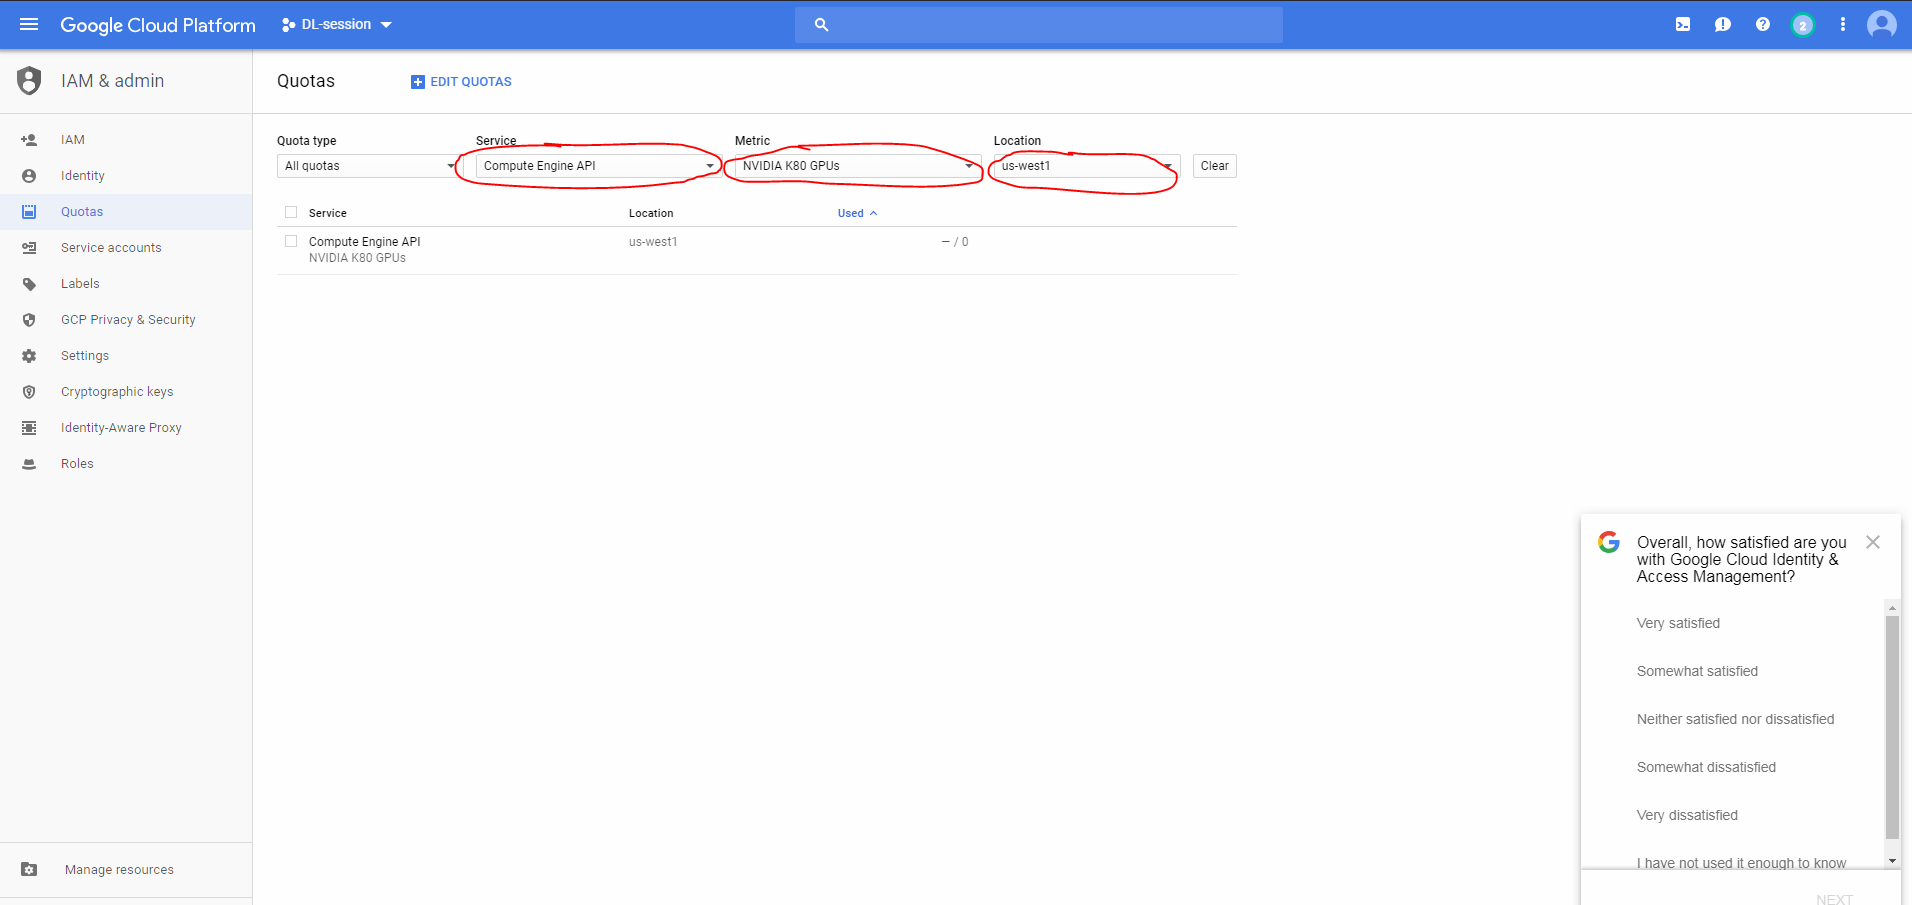 Google Cloud Platform
DL-session
2
IAM & admin
Quotas
EDIT QUOTAS
IAM
Identity
Quotas
Service accounts
Labels
GCP Privacy & Security
Settings
Cryptographic keys
Identity-Aware Proxy
Roles
Manage resources
Quota type
Service
Metric
Location
All quotas
Compute Engine API
NVIDIA K80 GPUs
us-west1
Clear
Service
Location
Used
Compute Engine API
us-west1
— / 0
NVIDIA K80 GPUs
Overall, how satisfied are you
with Google Cloud Identity &
Access Management?
Very satisfied
Somewhat satisfied
Neither satisfied nor dissatisfied
Somewhat dissatisfied
Very dissatisfied
I have not used it enough to know
NEXT